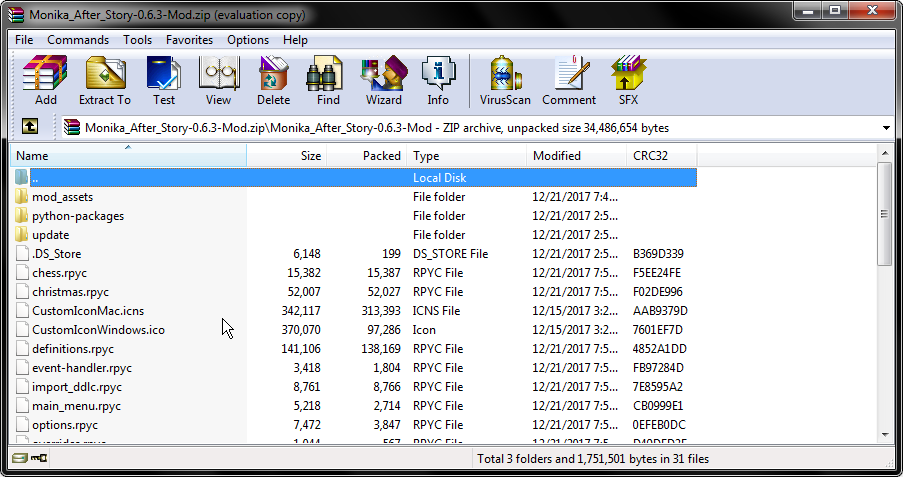 Monika_After_Story-0.6.3-Mod.zip (evaluation copy)
File Commands Tools Favorites Options Help
Add Extract To Test View Delete Find Wizard Info VirusScan Comment SFX
Monika_After_Story-0.6.3-Mod.zip\Monika_After_Story-0.6.3-Mod - ZIP archive, unpacked size 34,486,654 bytes
Name Size Packed Type Modified CRC32
.. Local Disk
mod_assets File folder 12/21/2017 7:4...
python-packages File folder 12/21/2017 2:5...
update File folder 12/21/2017 2:5...
.DS_Store 6,148 199 DS_STORE File 12/21/2017 2:5... B369D339
chess.rpyc 15,382 15,387 RPYC File 12/21/2017 7:5... F5EE24FE
christmas.rpyc 52,007 52,027 RPYC File 12/21/2017 7:5... F02DE996
CustomIconMac.icns 342,117 313,393 ICNS File 12/15/2017 3:2... AAB9379D
CustomIconWindows.ico 370,070 97,286 Icon 12/15/2017 3:2... 7601EF7D
definitions.rpyc 141,106 138,169 RPYC File 12/21/2017 7:5... 4852A1DD
event-handler.rpyc 3,418 1,804 RPYC File 12/21/2017 7:5... FB97284D
import_ddlc.rpyc 8,761 8,766 RPYC File 12/21/2017 7:5... 7E8595A2
main_menu.rpyc 5,218 2,714 RPYC File 12/21/2017 7:5... CB0999E1
options.rpyc 7,472 3,847 RPYC File 12/21/2017 7:5... 0EFEB0DC
Total 3 folders and 1,751,501 bytes in 31 files